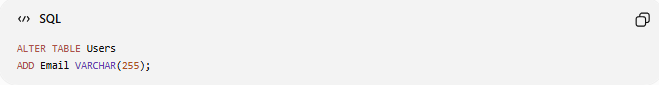 SQL
ALTER TABLE Users
ADD Email VARCHAR(255);